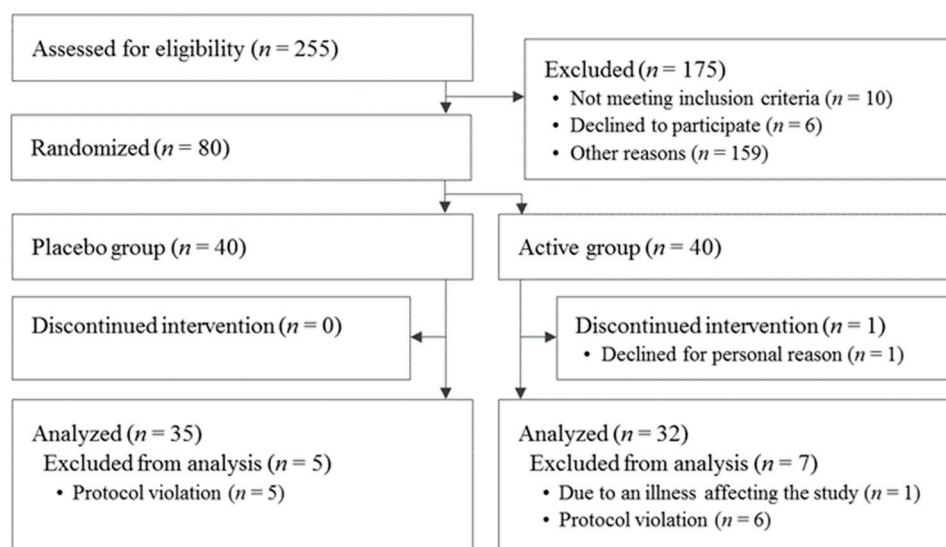 Assessed for eligibility (n = 255)
Excluded (n = 175)
• Not meeting inclusion criteria (n = 10)
• Declined to participate (n = 6)
• Other reasons (n = 159)
Randomized (n = 80)
Placebo group (n = 40)
Active group (n = 40)
Discontinued intervention (n = 0)
Discontinued intervention (n = 1)
• Declined for personal reason (n = 1)
Analyzed (n = 35)
Excluded from analysis (n = 5)
• Protocol violation (n = 5)
Analyzed (n = 32)
Excluded from analysis (n = 7)
• Due to an illness affecting the study (n = 1)
• Protocol violation (n = 6)